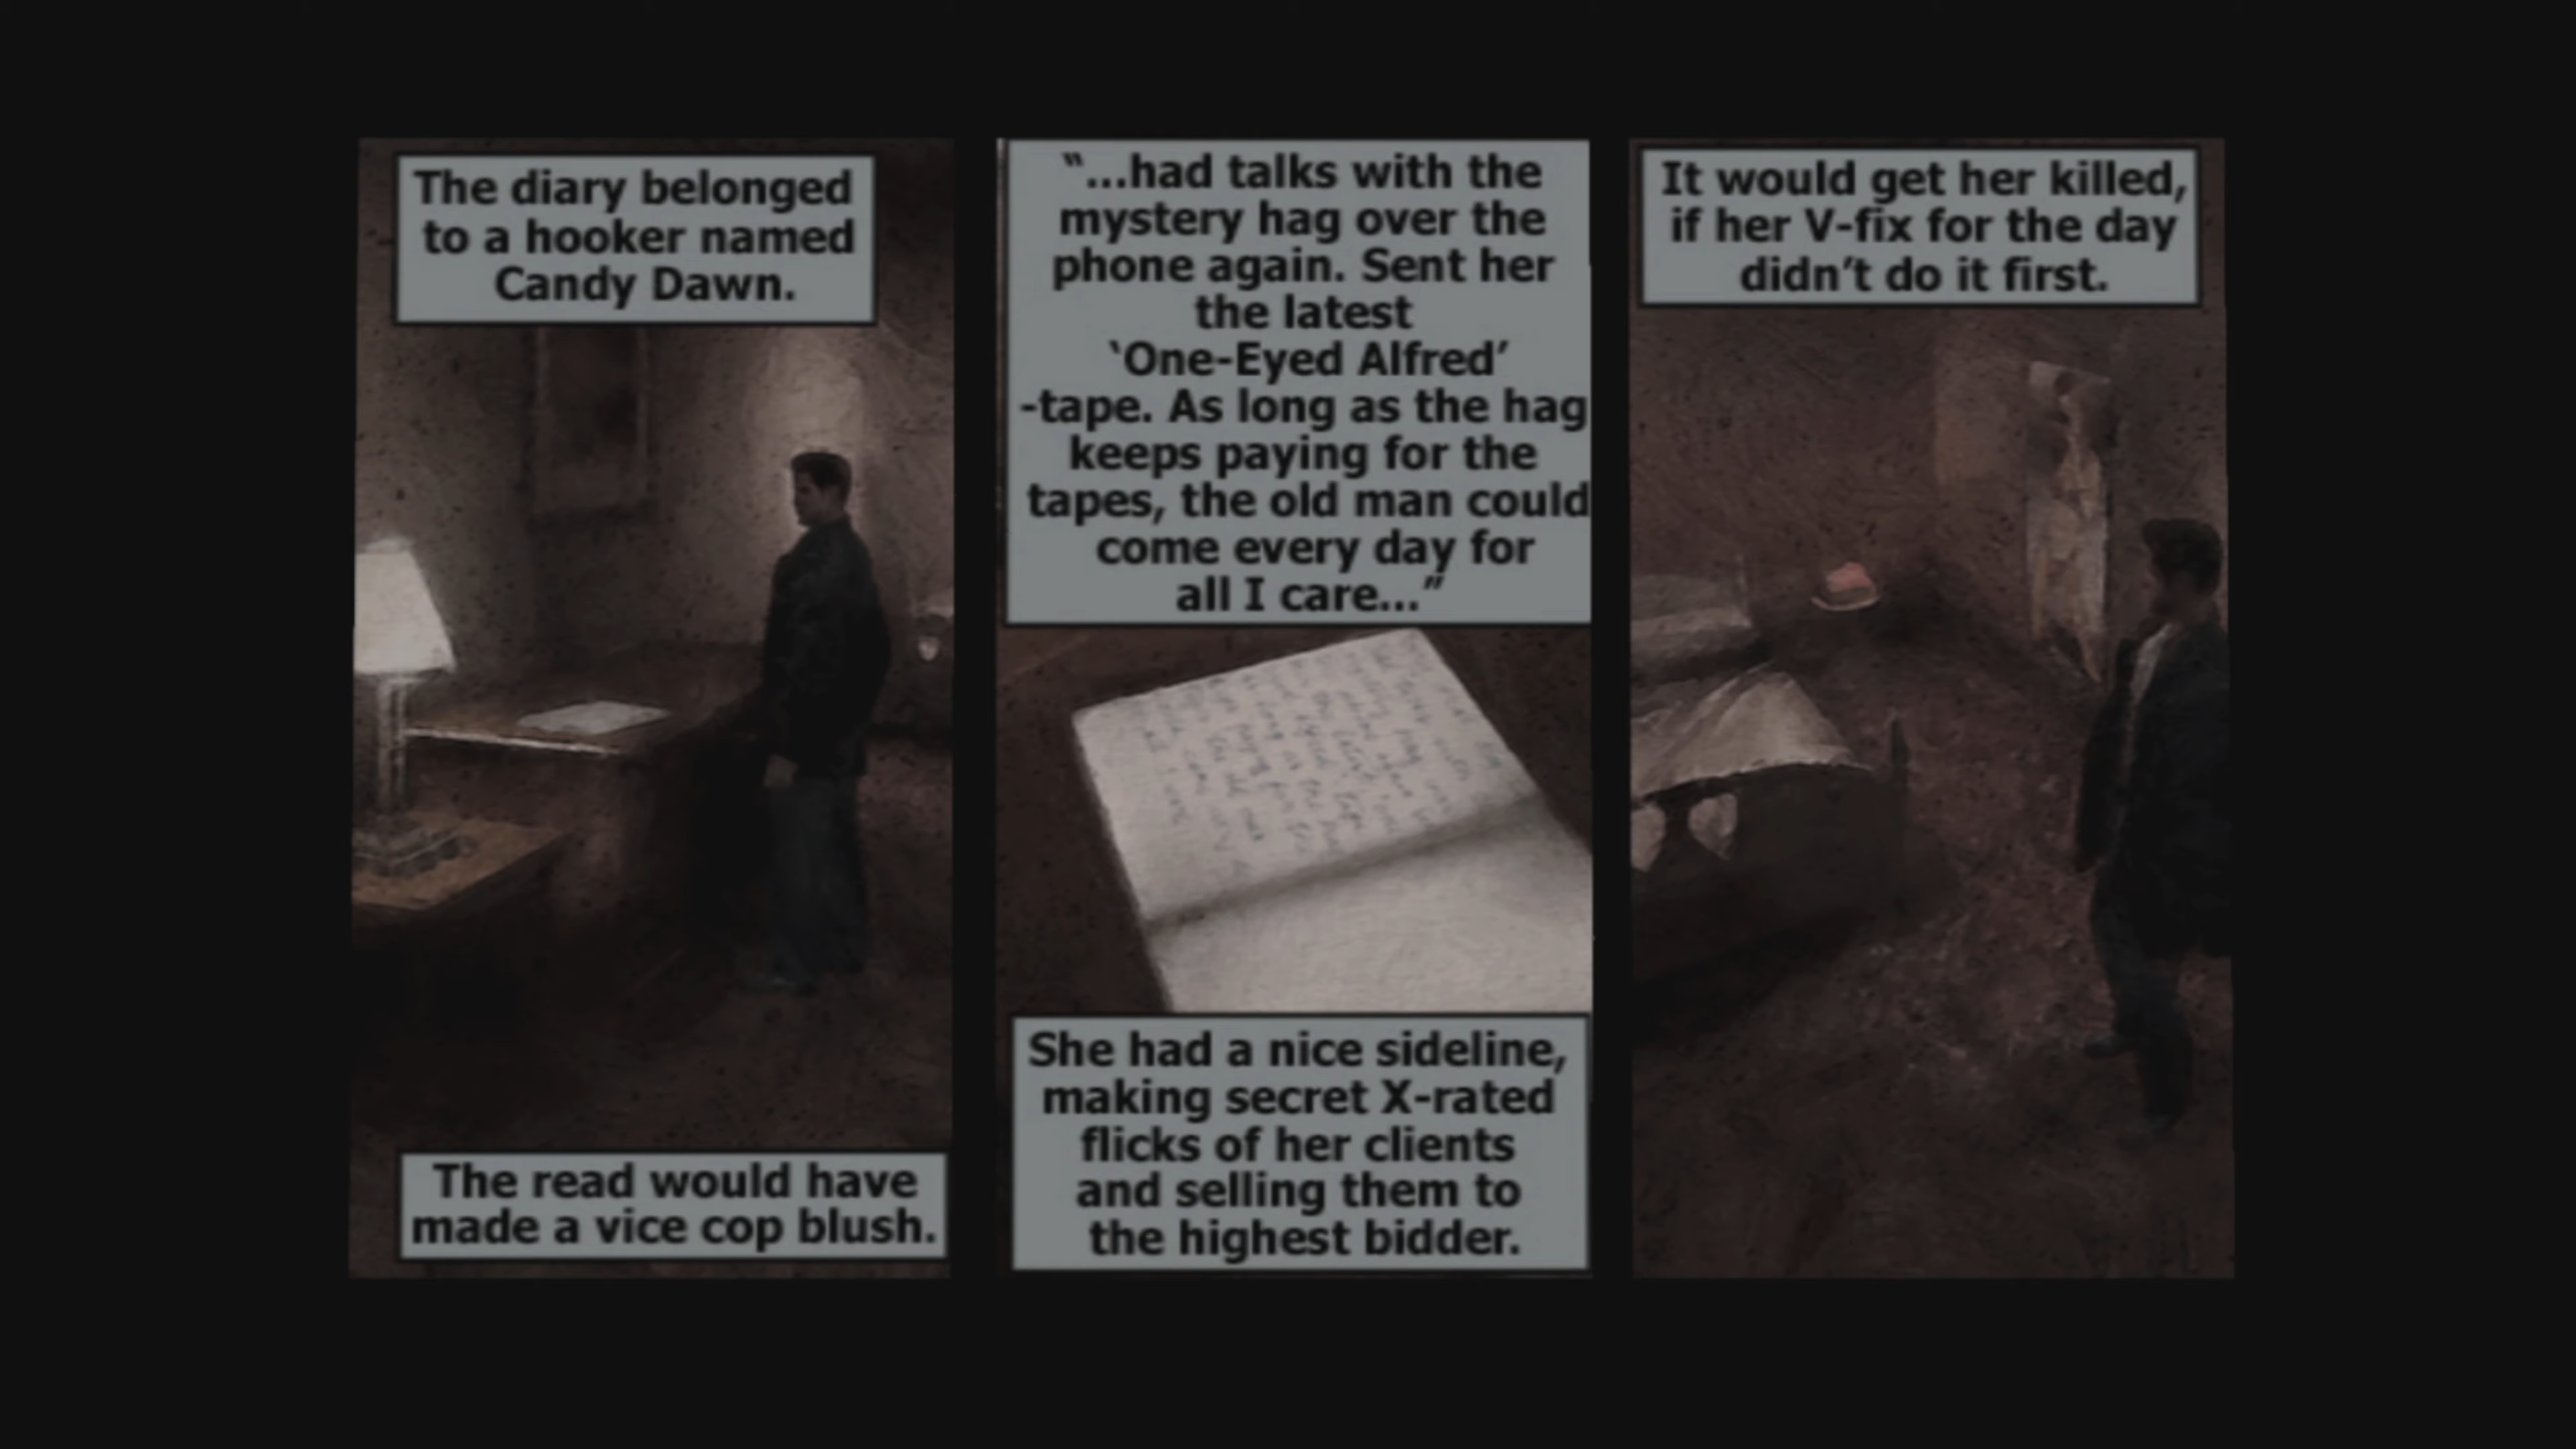 The diary belonged
to a hooker named
Candy Dawn.
The read would have
made a vice cop blush.
“...had talks with the
mystery hag over the
phone again. Sent her
the latest
‘One-Eyed Alfred’
-tape. As long as the hag
keeps paying for the
tapes, the old man could
come every day for
all I care...”
She had a nice sideline,
making secret X-rated
flicks of her clients
and selling them to
the highest bidder.
It would get her killed,
if her V-fix for the day
didn’t do it first.